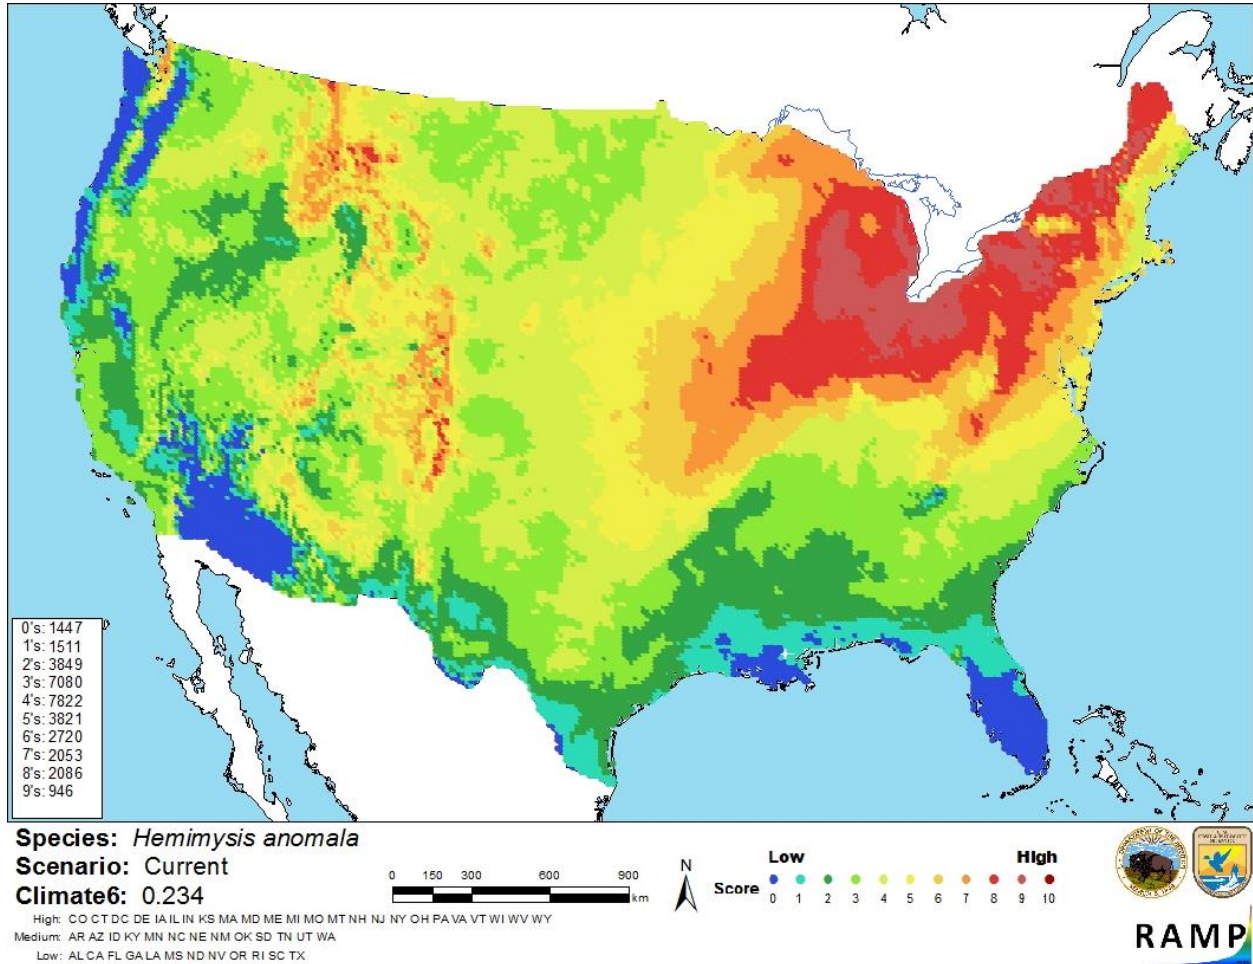 0's: 1447
1's: 1511
2's: 3849
3's: 7080
4's: 7822
5's: 3821
6's: 2720
7's: 2053
8's: 2086
9's: 946
Species: Hemimysis anomala
Scenario: Current
Climate6: 0.234
High: CO CT DC DE IA IL IN KS MA MD ME MI MO MT NH NJ NY OH PA VA VT WI WV WY
Medium: AR AZ ID KY MN NC NE NM OK SD TN UT WA
Low: AL CA FL GA LA MS ND NV OR RI SC TX
0 150 300 600 900
km
N
Low High
Score 0 1 2 3 4 5 6 7 8 9 10
RAMP